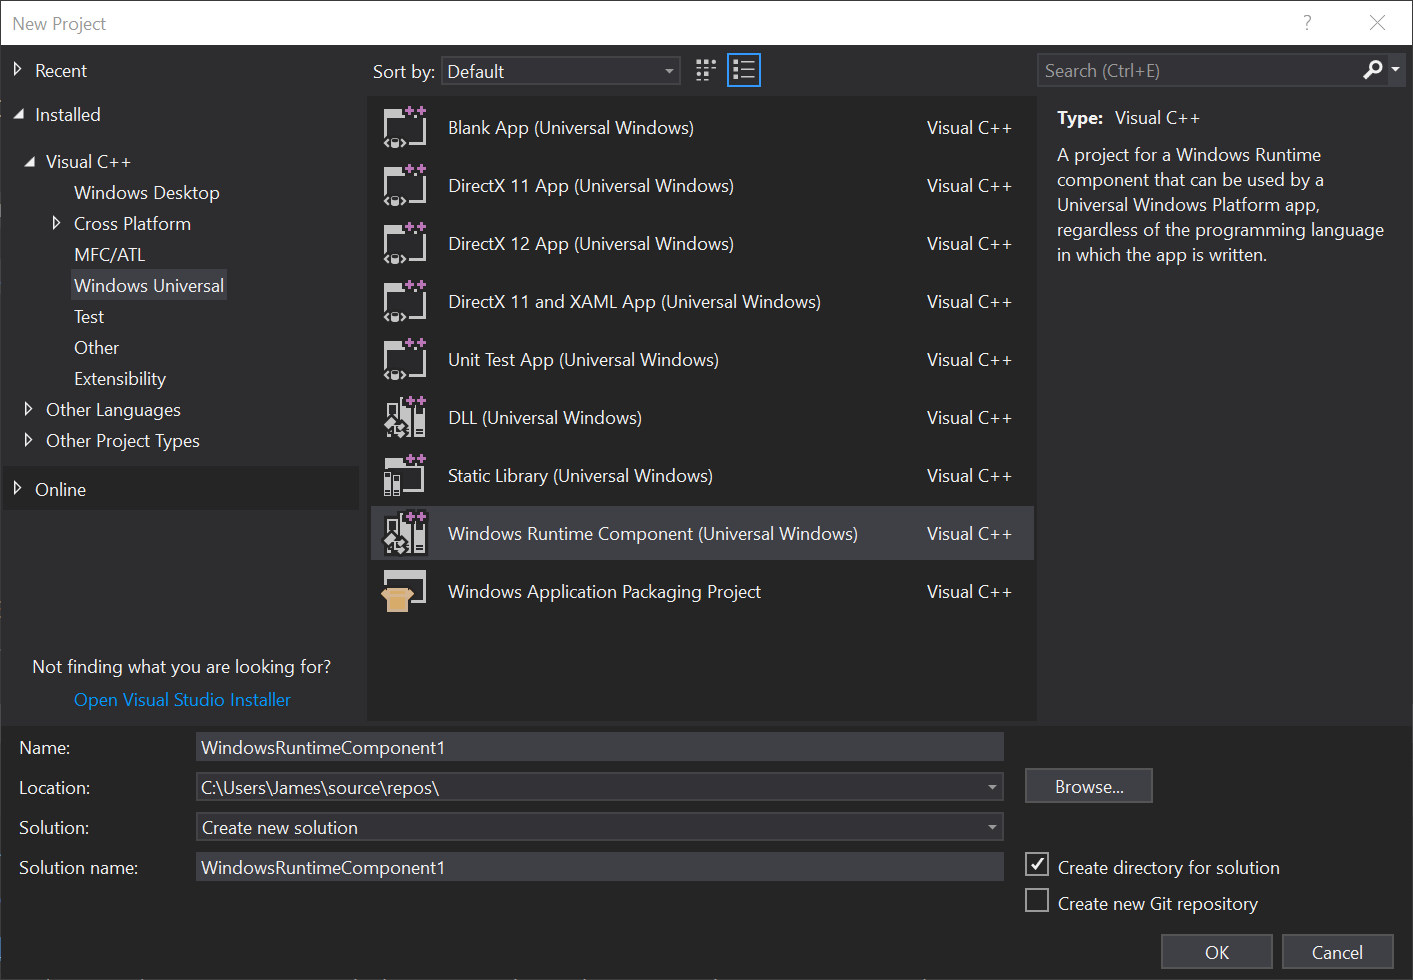 New Project
?
Recent
Installed
Visual C++
Windows Desktop
Cross Platform
MFC/ATL
Windows Universal
Test
Other
Extensibility
Other Languages
Other Project Types
Online
Not finding what you are looking for?
Open Visual Studio Installer
Sort by: Default
Blank App (Universal Windows) Visual C++
DirectX 11 App (Universal Windows) Visual C++
DirectX 12 App (Universal Windows) Visual C++
DirectX 11 and XAML App (Universal Windows) Visual C++
Unit Test App (Universal Windows) Visual C++
DLL (Universal Windows) Visual C++
Static Library (Universal Windows) Visual C++
Windows Runtime Component (Universal Windows) Visual C++
Windows Application Packaging Project Visual C++
Search (Ctrl+E)
Type: Visual C++
A project for a Windows Runtime
component that can be used by a
Universal Windows Platform app,
regardless of the programming language
in which the app is written.
Name: WindowsRuntimeComponent1
Location: C:\Users\James\source\repos\
Browse...
Solution: Create new solution
Solution name: WindowsRuntimeComponent1
Create directory for solution
Create new Git repository
OK Cancel